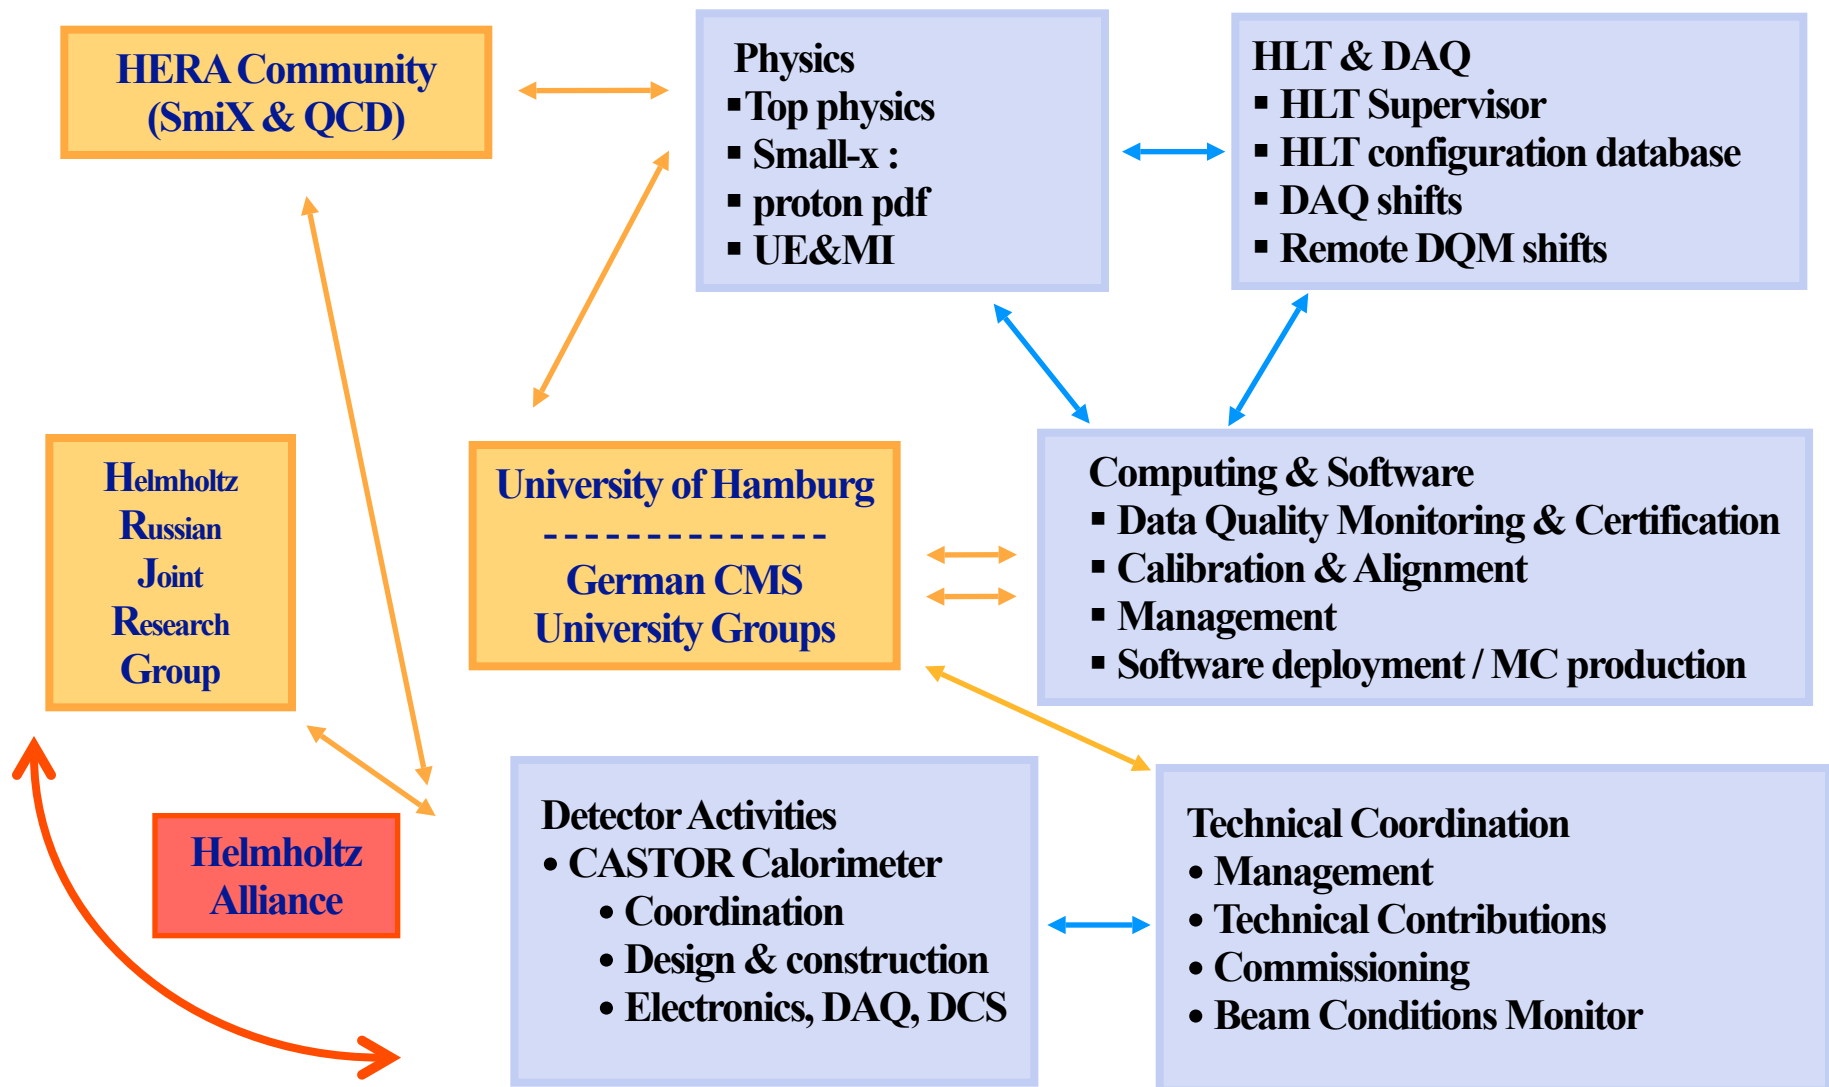 HERA Community
(SmiX & QCD)
Physics
▪Top physics
▪ Small-x :
▪ proton pdf
▪ UE&MI
HLT & DAQ
▪ HLT Supervisor
▪ HLT configuration database
▪ DAQ shifts
▪ Remote DQM shifts
Helmholtz
Russian
Joint
Research
Group
University of Hamburg
--------------
German CMS
University Groups
Computing & Software
▪ Data Quality Monitoring & Certification
▪ Calibration & Alignment
▪ Management
▪ Software deployment / MC production
Helmholtz
Alliance
Detector Activities
• CASTOR Calorimeter
• Coordination
• Design & construction
• Electronics, DAQ, DCS
Technical Coordination
• Management
• Technical Contributions
• Commissioning
• Beam Conditions Monitor